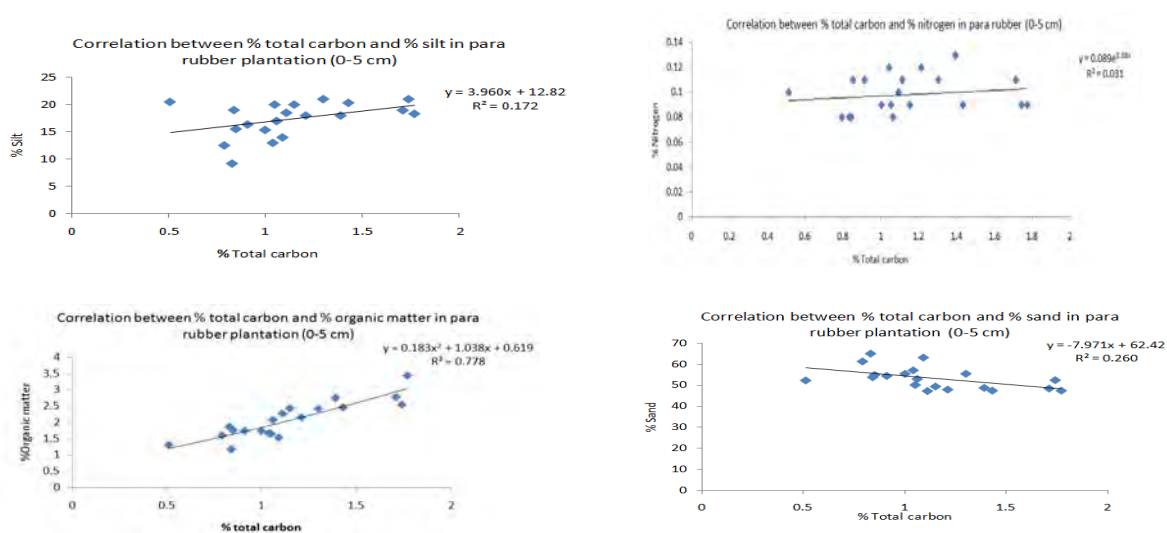 Correlation between % total carbon and % silt in para
rubber plantation (0-5 cm)
y = 3.960x + 12.82
R² = 0.172
% Slit
25
20
15
10
5
0
0
0.5
1
1.5
2
% Total carbon
Correlation between % total carbon and % nitrogen in para rubber (0-5 cm)
R² = 0.031
% Nitrogen
0.14
0.12
0.1
0.08
0.06
0.04
0.02
0
0
0.2
0.4
0.6
0.8
1
1.2
1.4
1.6
1.8
2
% Total carbon
Correlation between % total carbon and % organic matter in para
rubber plantation (0-5 cm)
y = 0.183x² + 1.038x + 0.619
R² = 0.778
%Organic matter
4
3.5
3
2.5
2
1.5
1
0.5
0
0
0.5
1
1.5
2
% total carbon
Correlation between % total carbon and % sand in para
rubber plantation (0-5 cm)
y = -7.971x + 62.42
R² = 0.260
% Sand
70
60
50
40
30
20
10
0
0
0.5
1
1.5
2
% Total carbon